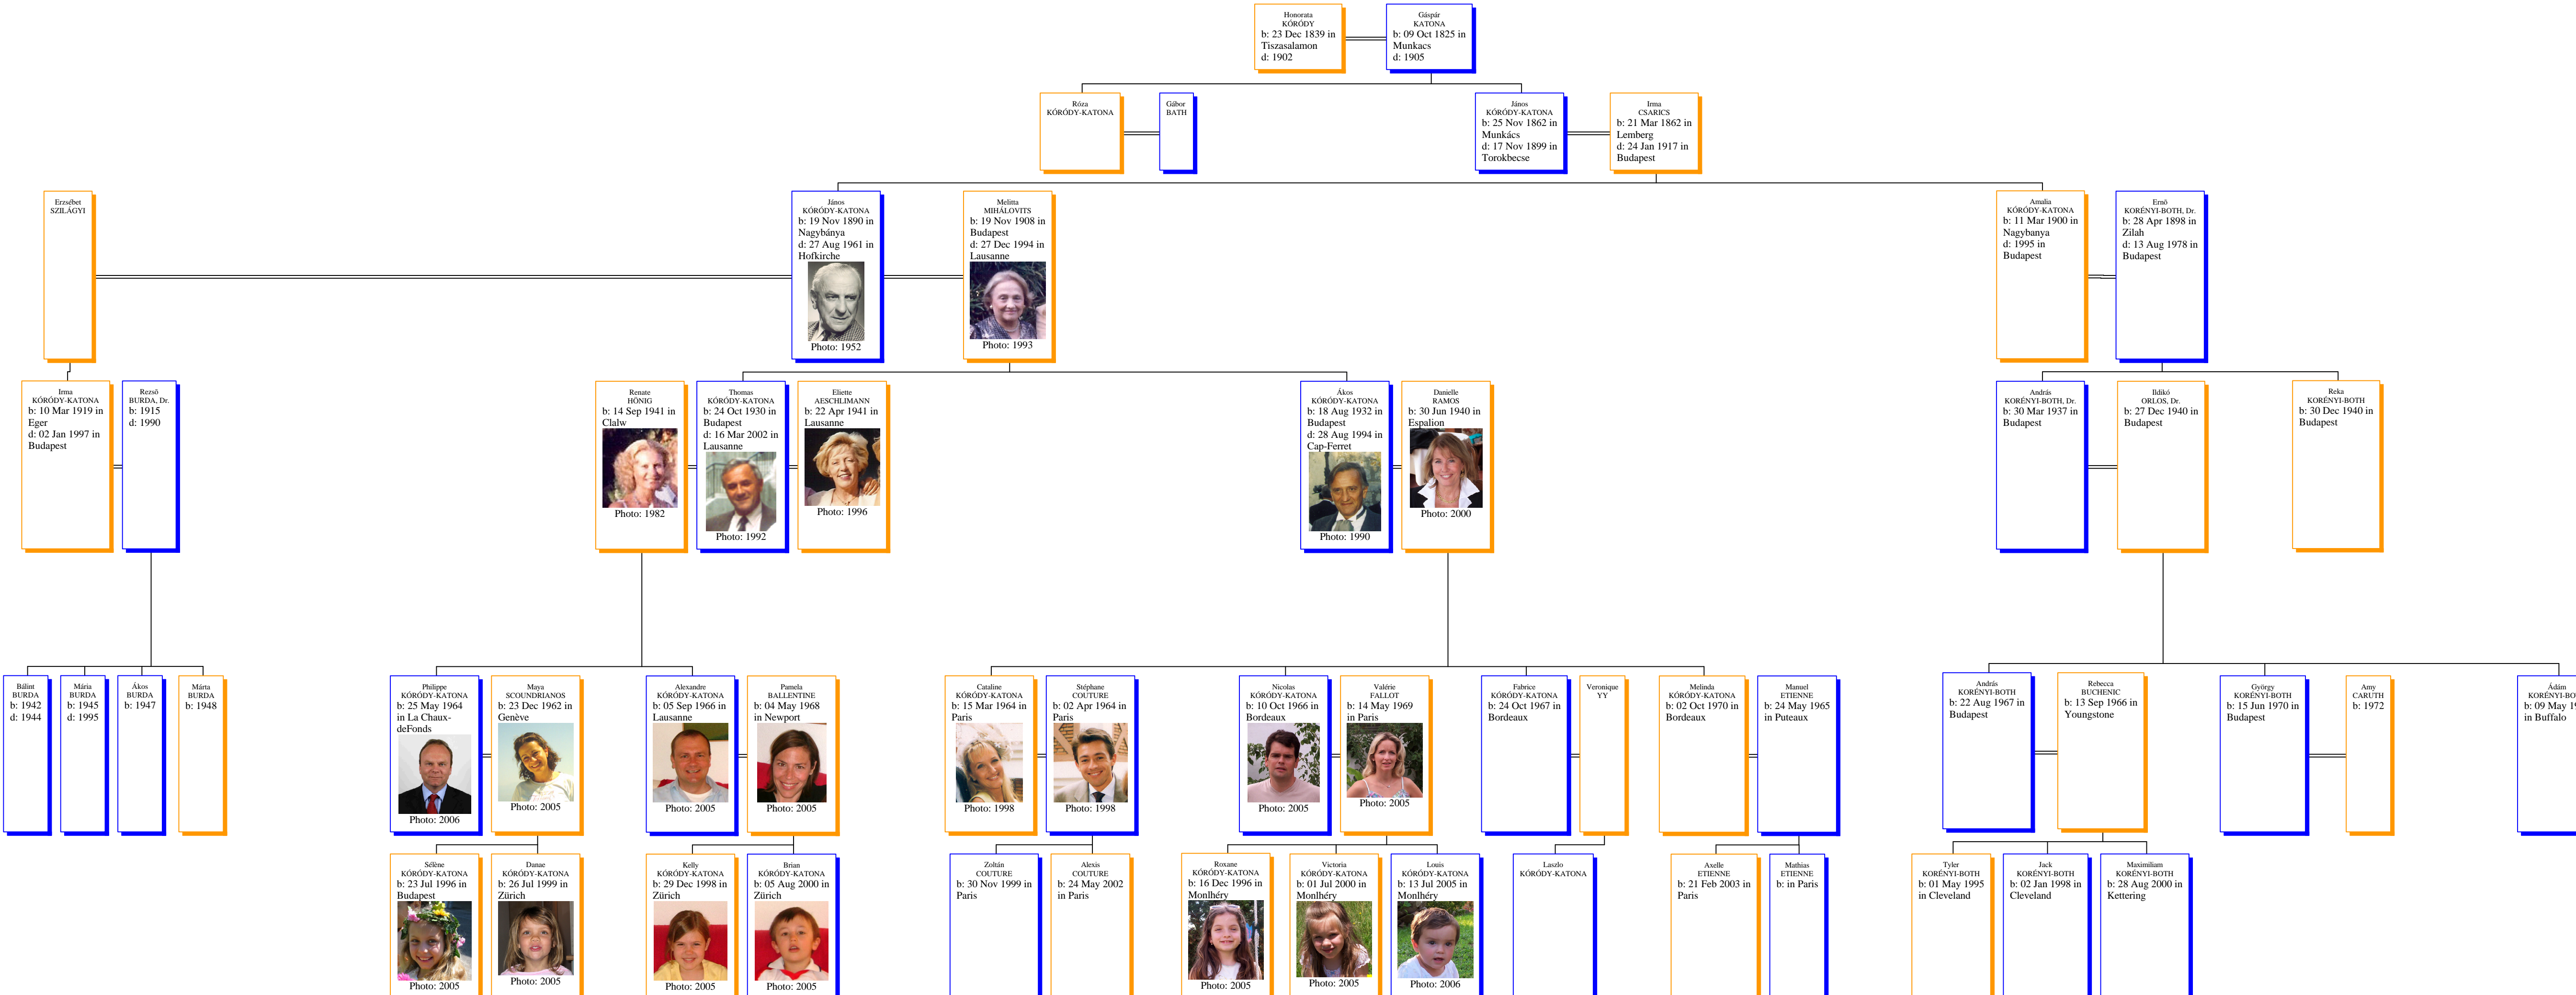 Honorata
KÓRÓDY
b: 23 Dec 1839 in
Tiszasalamon
d: 1902
Gáspár
KATONA
b: 09 Oct 1825 in
Munkacs
d: 1905
Róza
KÓRÓDY-KATONA
Gábor
BATH
János
KÓRÓDY-KATONA
b: 25 Nov 1862 in
Munkács
d: 17 Nov 1899 in
Torokbecse
Irma
CSARICS
b: 21 Mar 1862 in
Lemberg
d: 24 Jan 1917 in
Budapest
Erzsébet
SZILÁGYI
János
KÓRÓDY-KATONA
b: 19 Nov 1890 in
Nagybánya
d: 27 Aug 1961 in
Hofkirche
Photo: 1952
Melitta
MIHÁLOVITS
b: 19 Nov 1908 in
Budapest
d: 27 Dec 1994 in
Lausanne
Photo: 1993
Amalia
KÓRÓDY-KATONA
b: 11 Mar 1900 in
Nagybanya
d: 1995 in
Budapest
Ernõ
KORÉNYI-BOTH, Dr.
b: 28 Apr 1898 in
Zilah
d: 13 Aug 1978 in
Budapest
Irma
KÓRÓDY-KATONA
b: 10 Mar 1919 in
Eger
d: 02 Jan 1997 in
Budapest
Rezsõ
BURDA, Dr.
b: 1915
d: 1990
Renate
HÖNIG
b: 14 Sep 1941 in
Clalw
Photo: 1982
Thomas
KÓRÓDY-KATONA
b: 24 Oct 1930 in
Budapest
d: 16 Mar 2002 in
Lausanne
Photo: 1992
Eliette
AESCHLIMANN
b: 22 Apr 1941 in
Lausanne
Photo: 1996
Ákos
KÓRÓDY-KATONA
b: 18 Aug 1932 in
Budapest
d: 28 Aug 1994 in
Cap-Ferret
Photo: 1990
Danielle
RAMOS
b: 30 Jun 1940 in
Espalion
Photo: 2000
András
KORÉNYI-BOTH, Dr.
b: 30 Mar 1937 in
Budapest
Ildikó
ORLOS, Dr.
b: 27 Dec 1940 in
Budapest
Reka
KORÉNYI-BOTH
b: 30 Dec 1940 in
Budapest
Bálint
BURDA
b: 1942
d: 1944
Mária
BURDA
b: 1945
d: 1995
Ákos
BURDA
b: 1947
Márta
BURDA
b: 1948
Philippe
KÓRÓDY-KATONA
b: 25 May 1964
in La Chaux-
deFonds
Photo: 2006
Maya
SCOUNDRIANOS
b: 23 Dec 1962 in
Genève
Photo: 2005
Alexandre
KÓRÓDY-KATONA
b: 05 Sep 1966 in
Lausanne
Photo: 2005
Pamela
BALLENTINE
b: 04 May 1968
in Newport
Photo: 2005
Cataline
KÓRÓDY-KATONA
b: 15 Mar 1964 in
Paris
Photo: 1998
Stéphane
COUTURE
b: 02 Apr 1964 in
Paris
Photo: 1998
Nicolas
KÓRÓDY-KATONA
b: 10 Oct 1966 in
Bordeaux
Photo: 2005
Valérie
FALLOT
b: 14 May 1969
in Paris
Photo: 2005
Fabrice
KÓRÓDY-KATONA
b: 24 Oct 1967 in
Bordeaux
Veronique
YY
Melinda
KÓRÓDY-KATONA
b: 02 Oct 1970 in
Bordeaux
Manuel
ETIENNE
b: 24 May 1965
in Puteaux
András
KORÉNYI-BOTH
b: 22 Aug 1967 in
Budapest
Rebecca
BUCHENIC
b: 13 Sep 1966 in
Youngstone
György
KORÉNYI-BOTH
b: 15 Jun 1970 in
Budapest
Amy
CARUTH
b: 1972
Ádám
KORÉNYI-BO
b: 09 May 1
in Buffalo
Sélène
KÓRÓDY-KATONA
b: 23 Jul 1996 in
Budapest
Photo: 2005
Danae
KÓRÓDY-KATONA
b: 26 Jul 1999 in
Zürich
Photo: 2005
Kelly
KÓRÓDY-KATONA
b: 29 Dec 1998 in
Zürich
Photo: 2005
Brian
KÓRÓDY-KATONA
b: 05 Aug 2000 in
Zürich
Photo: 2005
Zoltán
COUTURE
b: 30 Nov 1999 in
Paris
Alexis
COUTURE
b: 24 May 2002
in Paris
Roxane
KÓRÓDY-KATONA
b: 16 Dec 1996 in
Monlhéry
Photo: 2005
Victoria
KÓRÓDY-KATONA
b: 01 Jul 2000 in
Monlhéry
Photo: 2005
Louis
KÓRÓDY-KATONA
b: 13 Jul 2005 in
Monlhéry
Photo: 2006
Laszlo
KÓRÓDY-KATONA
Axelle
ETIENNE
b: 21 Feb 2003 in
Paris
Mathias
ETIENNE
b: in Paris
Tyler
KORÉNYI-BOTH
b: 01 May 1995
in Cleveland
Jack
KORÉNYI-BOTH
b: 02 Jan 1998 in
Cleveland
Maximiliam
KORÉNYI-BOTH
b: 28 Aug 2000 in
Kettering